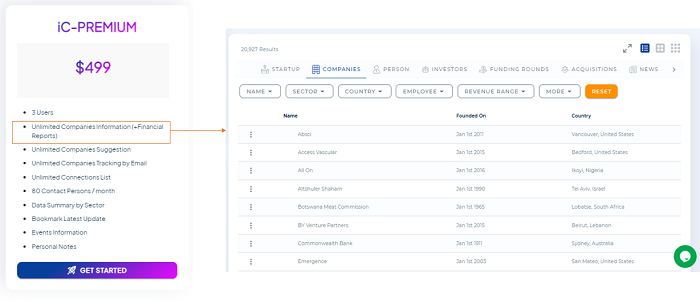 iC-PREMIUM
$499
3 Users
Unlimited Companies Information (+Financial
Reports)
Unlimited Companies Suggestion
Unlimited Companies Tracking by Email
Unlimited Connections List
80 Contact Persons / month
Data Summary by Sector
Bookmark Latest Update
Events Information
Personal Notes
GET STARTED
20,927 Results
STARTUP COMPANIES PERSON INVESTORS FUNDING ROUNDS ACQUISITIONS NEWS
NAME SECTOR COUNTRY EMPLOYEE REVENUE RANGE MORE RESET
Name Founded On Country
Absci Jan 1st 2011 Vancouver, United States
Access Vascular Jan 1st 2015 Bedford, United States
All On Jan 1st 2016 Ikoyi, Nigeria
Altshuler Shaham Jan 1st 1990 Tel Aviv, Israel
Botswana Meat Commission Jan 1st 1965 Lobatse, South Africa
BY Venture Partners Jan 1st 2015 Beirut, Lebanon
Commonwealth Bank Jan 1st 1911 Sydney, Australia
Emergence Jan 1st 2003 San Mateo, United States